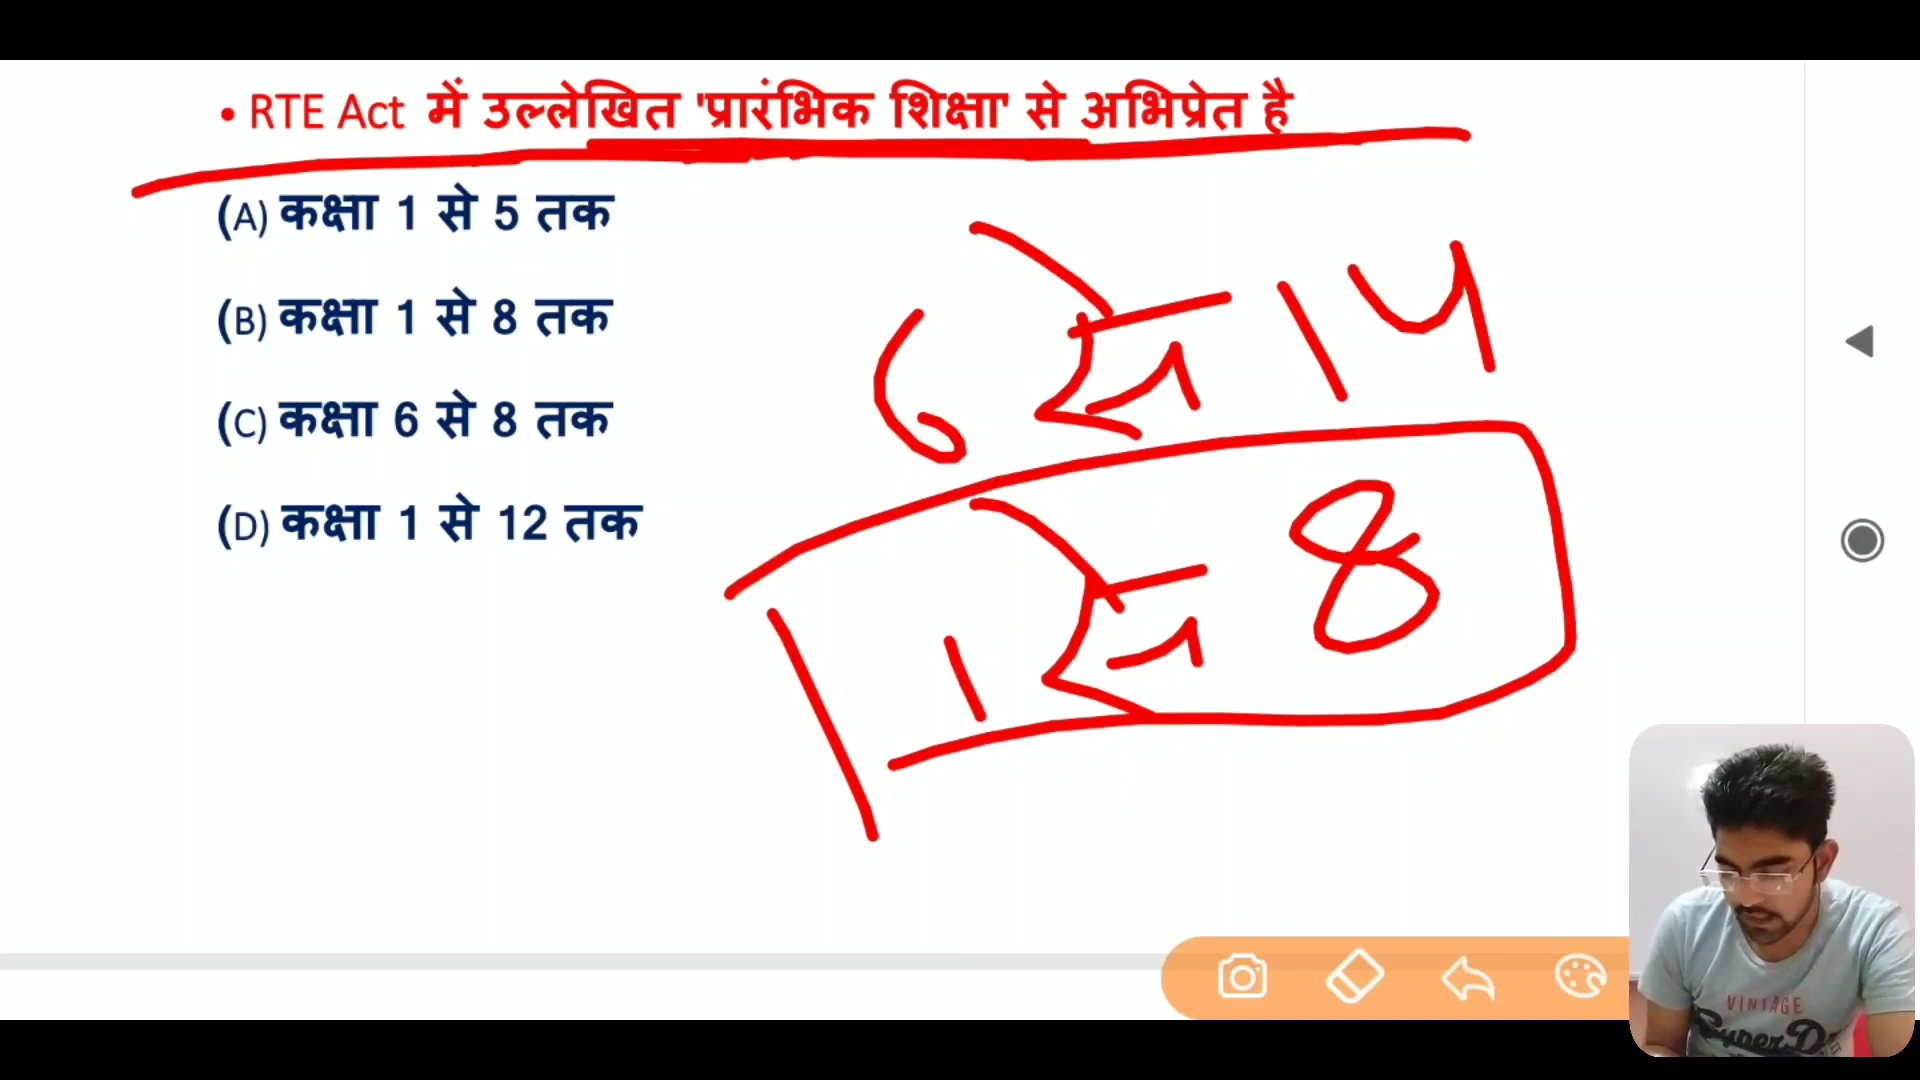 • RTE Act में उल्लेखित 'प्रारंभिक शिक्षा' से अभिप्रेत है
(A) कक्षा 1 से 5 तक
(B) कक्षा 1 से 8 तक
(C) कक्षा 6 से 8 तक
(D) कक्षा 1 से 12 तक
6 से 14
1 से 8
VINTAGE